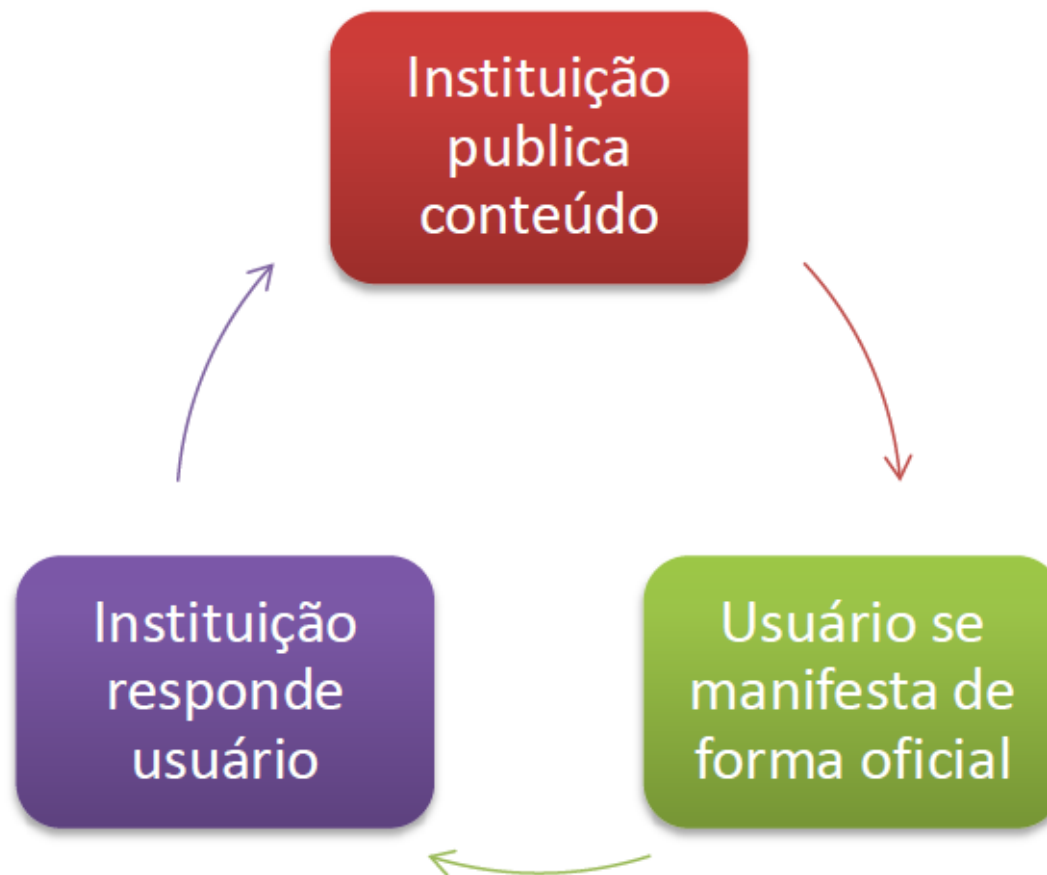 Instituição
publica
conteúdo
Usuário se
manifesta de
forma oficial
Instituição
responde
usuário